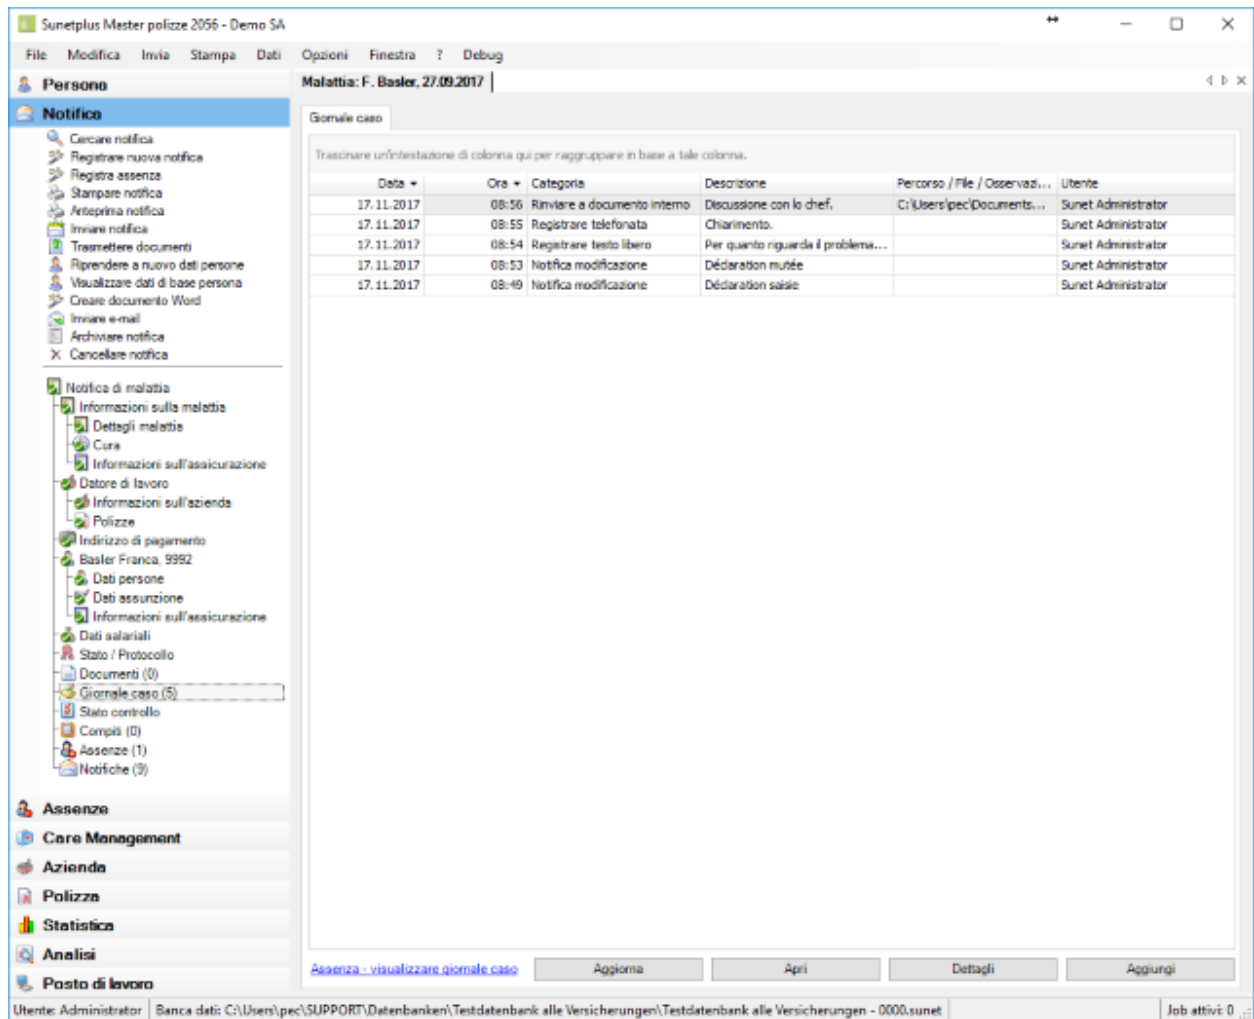 Sunetplus Master polizze 2056 - Demo SA
File Modifica Invia Stampa Dati Opzioni Finestra ? Debug
Persona
Notifica
Cercare notifica
Registrare nuova notifica
Registra assenza
Stampare notifica
Anteprima notifica
Inviare notifica
Trasmettere documenti
Riprendere a nuovo dati persone
Visualizzare dati di base persona
Creare documento Word
Inviare e-mail
Archiviare notifica
Cancellare notifica
Notifica di malattia
Informazioni sulla malattia
Dettagli malattia
Cura
Informazioni sull'assicurazione
Datore di lavoro
Informazioni sull'azienda
Polizze
Indirizzo di pagamento
Basler Franca, 9992
Dati persone
Dati assunzione
Informazioni sull'assicurazione
Dati salariali
Stato / Protocollo
Documenti (0)
Giornale caso (5)
Stato controllo
Compiti (0)
Assenze (1)
Notifiche (9)
Assenze
Care Management
Azienda
Polizza
Statistica
Analisi
Posto di lavoro
Malattia: F. Basler, 27.09.2017
Giornale caso
Trascinare un'intestazione di colonna qui per raggruppare in base a tale colonna.
Data Ora Categoria Descrizione Percorso / File / Osservazi... Utente
17.11.2017 08:56 Rinviare a documento interno Discussione con lo chef. C:\Users\pec\Documents... Sunet Administrator
17.11.2017 08:55 Registrare telefonata Chiarimento. Sunet Administrator
17.11.2017 08:54 Registrare testo libero Per quanto riguarda il problema... Sunet Administrator
17.11.2017 08:53 Notifica modificazione Déclaration mutée Sunet Administrator
17.11.2017 08:49 Notifica modificazione Déclaration saisie Sunet Administrator
Assenza - visualizzare giornale caso Aggiorna Apri Dettagli Aggiungi
Utente: Administrator Banca dati: C:\Users\pec\SUPPORT\Datenbanken\Testdatenbank alle Versicherungen\Testdatenbank alle Versicherungen - 0000.sunet Job attivi: 0